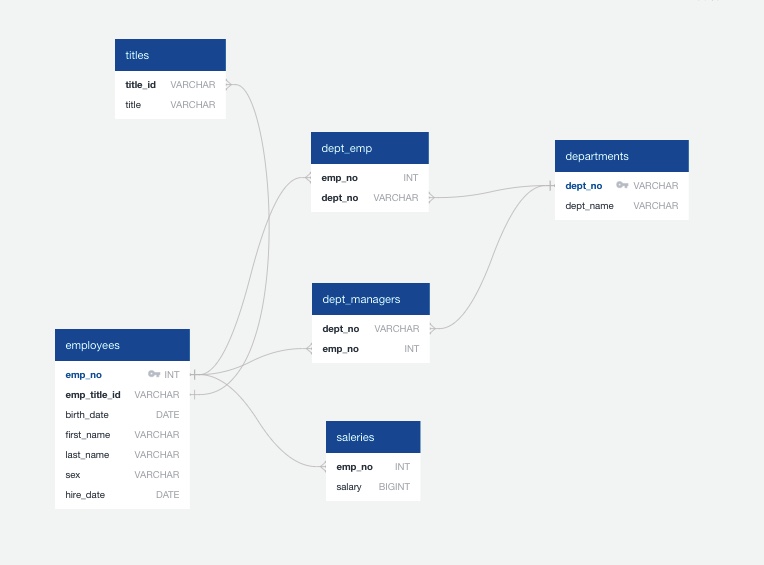 titles
title_id VARCHAR
title VARCHAR
dept_emp
emp_no INT
dept_no VARCHAR
departments
dept_no VARCHAR
dept_name VARCHAR
dept_managers
dept_no VARCHAR
emp_no INT
employees
emp_no INT
emp_title_id VARCHAR
birth_date DATE
first_name VARCHAR
last_name VARCHAR
sex VARCHAR
hire_date DATE
saleries
emp_no INT
salary BIGINT